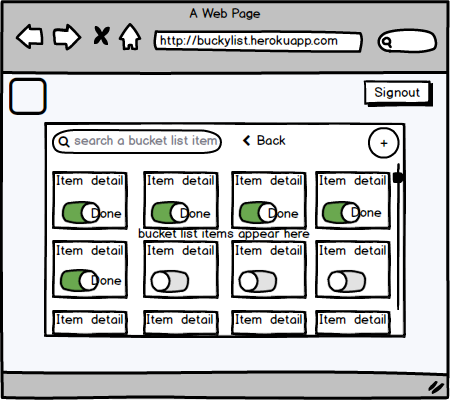 A Web Page
http://buckylist.herokuapp.com
Signout
search a bucket list item
Back
+
Item detail Item detail Item detail Item detail
Done Done Done Done
bucket list items appear here
Item detail Item detail Item detail Item detail
Done
Item detail Item detail Item detail Item detail